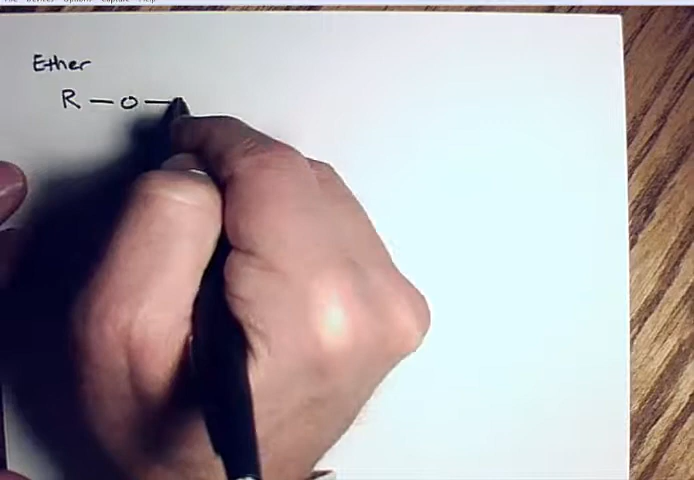 Ether
R — O —